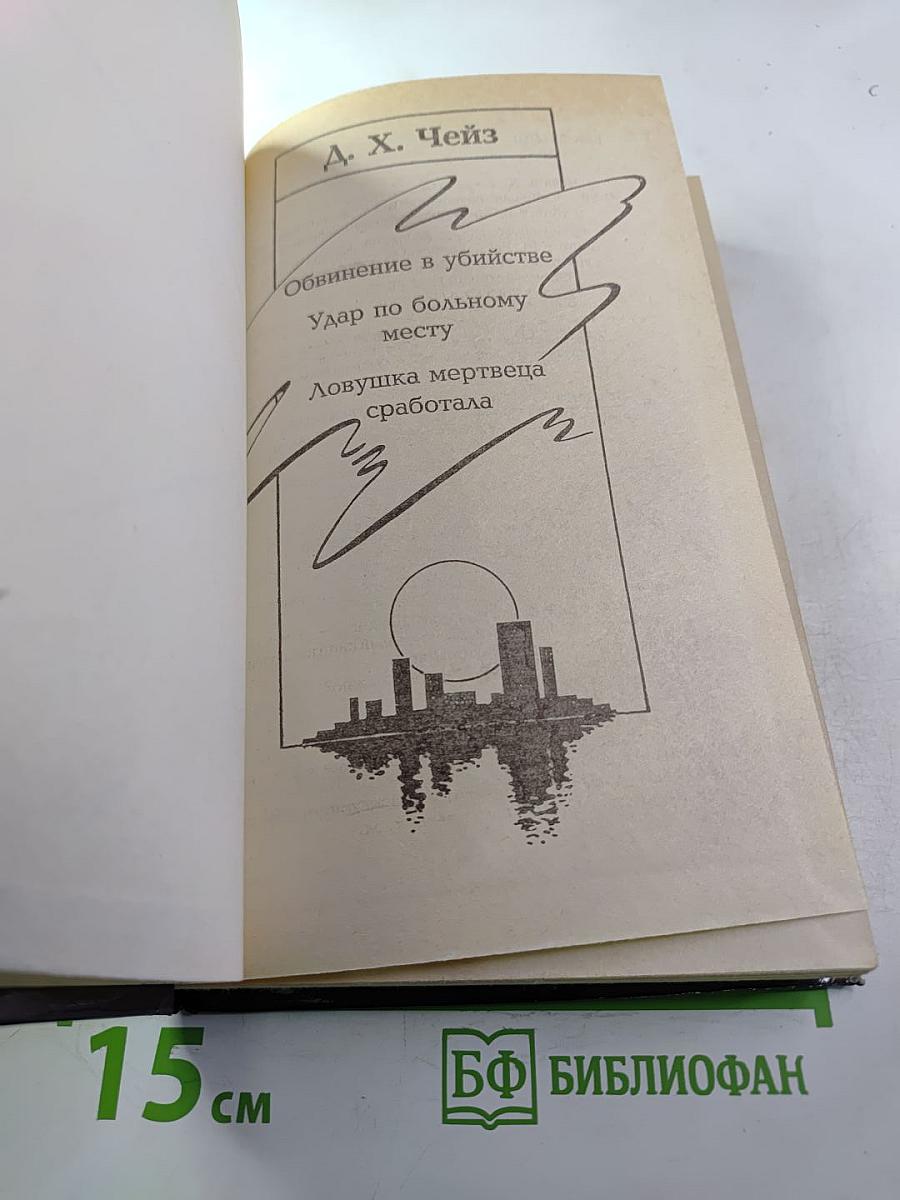 Д. Х. Чейз
Обвинение в убийстве
Удар по больному
месту
Ловушка мертвеца
сработала
15 см
БФ БИБЛИОФАН